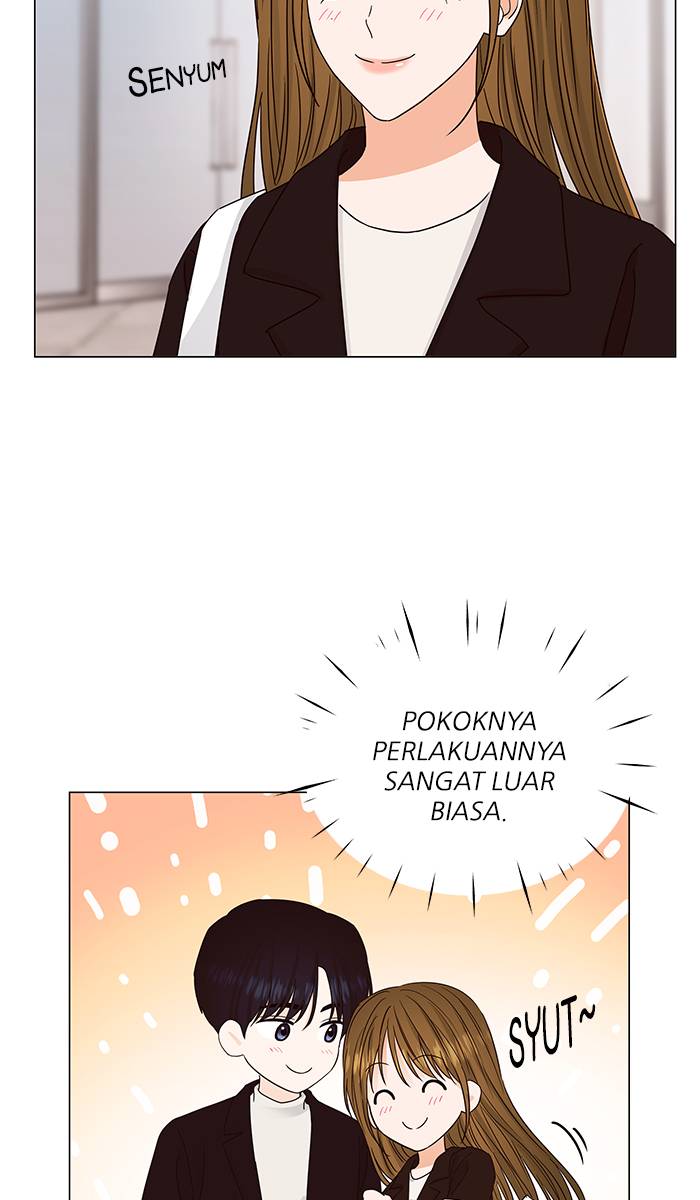 SENYUM
POKOKNYA
PERLAKUANNYA
SANGAT LUAR
BIASA.
SYUT~